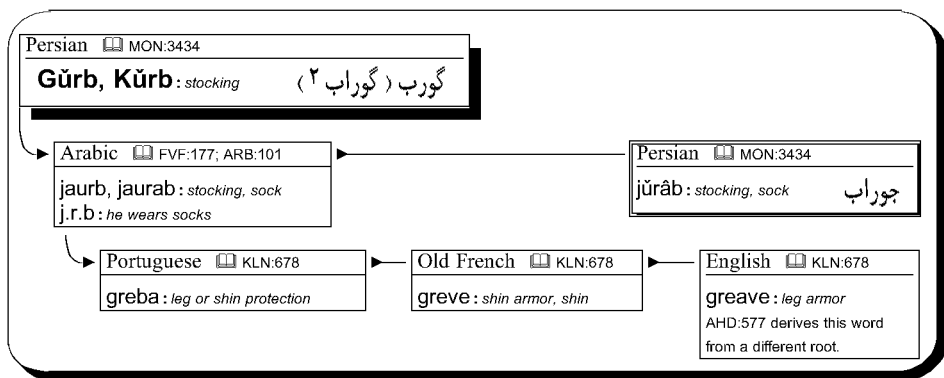 Persian MON:3434
Gŭrb, Kŭrb : stocking گورب ( گوراب ۲ )
Arabic FVF:177; ARB:101
jaurb, jaurab : stocking, sock
j.r.b : he wears socks
Persian MON:3434
jŭrâb : stocking, sock جوراب
Portuguese KLN:678
greba : leg or shin protection
Old French KLN:678
greve : shin armor, shin
English KLN:678
greave : leg armor
AHD:577 derives this word
from a different root.